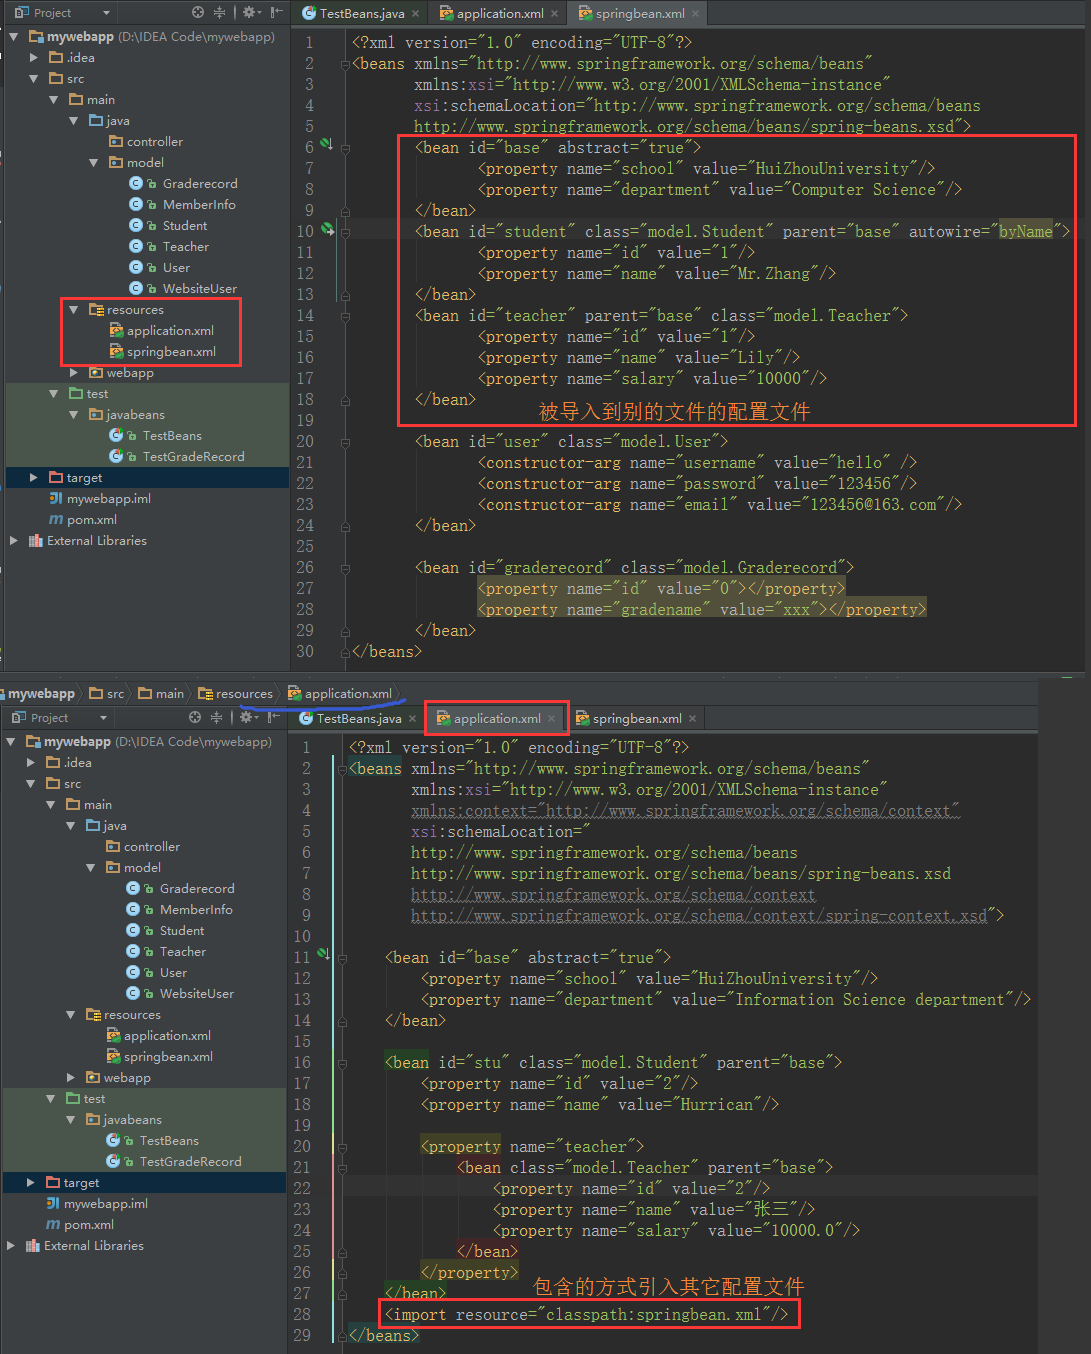 Project
TestBeans.java
application.xml
springbean.xml
mywebapp (D:\IDEA Code\mywebapp)
.idea
src
main
java
controller
model
Graderecord
MemberInfo
Student
Teacher
User
WebsiteUser
resources
application.xml
springbean.xml
webapp
test
javabeans
TestBeans
TestGradeRecord
target
mywebapp.iml
pom.xml
External Libraries
1 <?xml version="1.0" encoding="UTF-8"?>
2 <beans xmlns="http://www.springframework.org/schema/beans"
3 xmlns:xsi="http://www.w3.org/2001/XMLSchema-instance"
4 xsi:schemaLocation="http://www.springframework.org/schema/beans
5 http://www.springframework.org/schema/beans/spring-beans.xsd">
6 <bean id="base" abstract="true">
7 <property name="school" value="HuiZhouUniversity"/>
8 <property name="department" value="Computer Science"/>
9 </bean>
10 <bean id="student" class="model.Student" parent="base" autowire="byName">
11 <property name="id" value="1"/>
12 <property name="name" value="Mr.Zhang"/>
13 </bean>
14 <bean id="teacher" parent="base" class="model.Teacher">
15 <property name="id" value="1"/>
16 <property name="name" value="Lily"/>
17 <property name="salary" value="10000"/>
18 </bean>
被导入到别的文件的配置文件
19
20 <bean id="user" class="model.User">
21 <constructor-arg name="username" value="hello" />
22 <constructor-arg name="password" value="123456"/>
23 <constructor-arg name="email" value="123456@163.com"/>
24 </bean>
25
26 <bean id="graderecord" class="model.Graderecord">
27 <property name="id" value="0"></property>
28 <property name="gradename" value="xxx"></property>
29 </bean>
30 </beans>
mywebapp src main resources application.xml
Project
TestBeans.java
application.xml
springbean.xml
mywebapp (D:\IDEA Code\mywebapp)
.idea
src
main
java
controller
model
Graderecord
MemberInfo
Student
Teacher
User
WebsiteUser
resources
application.xml
springbean.xml
webapp
test
javabeans
TestBeans
TestGradeRecord
target
mywebapp.iml
pom.xml
External Libraries
1 <?xml version="1.0" encoding="UTF-8"?>
2 <beans xmlns="http://www.springframework.org/schema/beans"
3 xmlns:xsi="http://www.w3.org/2001/XMLSchema-instance"
4 xmlns:context="http://www.springframework.org/schema/context"
5 xsi:schemaLocation="
6 http://www.springframework.org/schema/beans
7 http://www.springframework.org/schema/beans/spring-beans.xsd
8 http://www.springframework.org/schema/context
9 http://www.springframework.org/schema/context/spring-context.xsd">
10
11 <bean id="base" abstract="true">
12 <property name="school" value="HuiZhouUniversity"/>
13 <property name="department" value="Information Science department"/>
14 </bean>
15
16 <bean id="stu" class="model.Student" parent="base">
17 <property name="id" value="2"/>
18 <property name="name" value="Hurrican"/>
19
20 <property name="teacher">
21 <bean class="model.Teacher" parent="base">
22 <property name="id" value="2"/>
23 <property name="name" value="张三"/>
24 <property name="salary" value="10000.0"/>
25 </bean>
26 </property>
27 </bean>
包含的方式引入其它配置文件
28 <import resource="classpath:springbean.xml"/>
29 </beans>